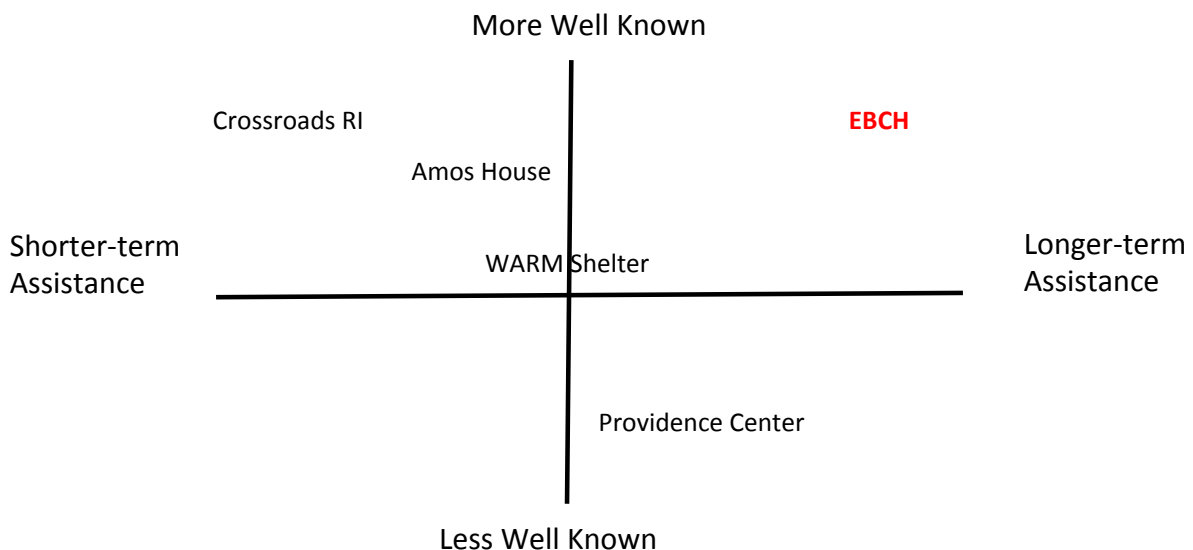 More Well Known
Crossroads RI
EBCH
Amos House
Shorter-term
Assistance
WARM Shelter
Longer-term
Assistance
Providence Center
Less Well Known